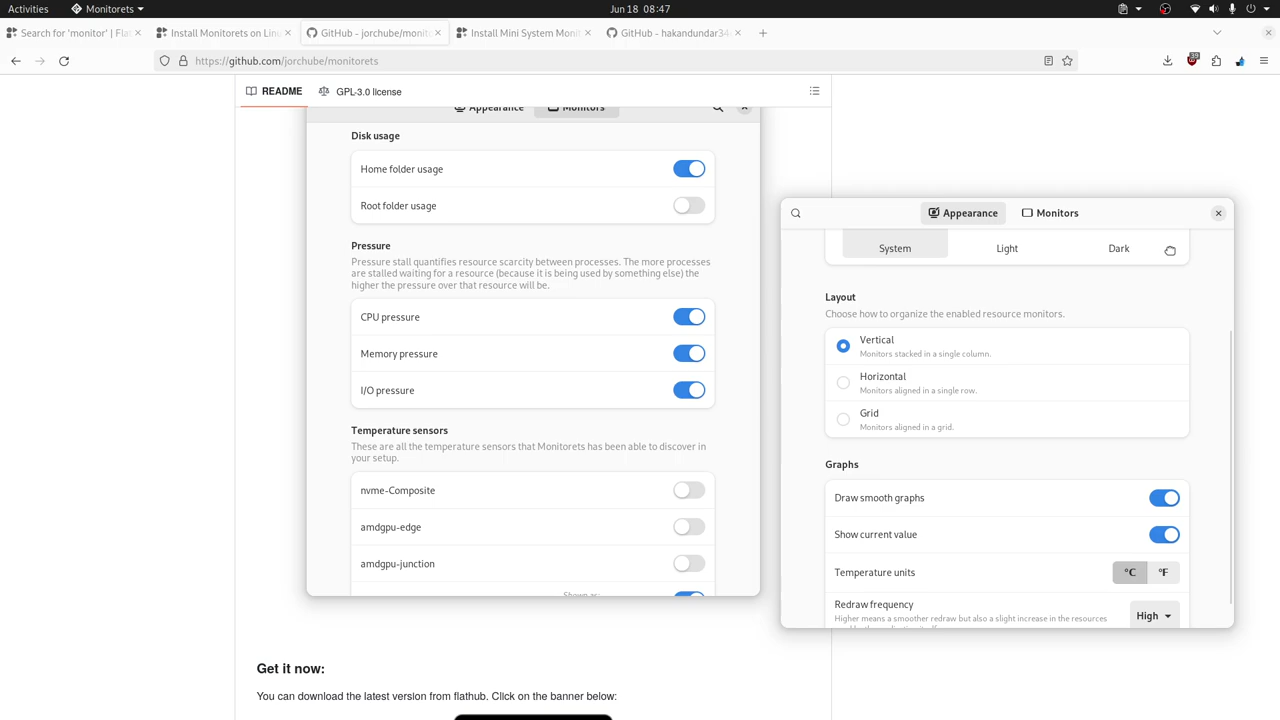 Activities
Monitorets
Jun 18 08:47
Search for 'monitor' | Fla
Install Monitorets on Linu
GitHub - jorchube/monito
Install Mini System Monit
GitHub - hakandundar34
https://github.com/jorchube/monitorets
39
README
GPL-3.0 license
Appearance
Monitors
Disk usage
Home folder usage
Root folder usage
Pressure
Pressure stall quantifies resource scarcity between processes. The more processes
are stalled waiting for a resource (because it is being used by something else) the
higher the pressure over that resource will be.
CPU pressure
Memory pressure
I/O pressure
Temperature sensors
These are all the temperature sensors that Monitorets has been able to discover in
your setup.
nvme-Composite
amdgpu-edge
amdgpu-junction
Shown as:
Get it now:
You can download the latest version from flathub. Click on the banner below:
Appearance
Monitors
System
Light
Dark
Layout
Choose how to organize the enabled resource monitors.
Vertical
Monitors stacked in a single column.
Horizontal
Monitors aligned in a single row.
Grid
Monitors aligned in a grid.
Graphs
Draw smooth graphs
Show current value
Temperature units
°C
°F
Redraw frequency
Higher means a smoother redraw but also a slight increase in the resources
High